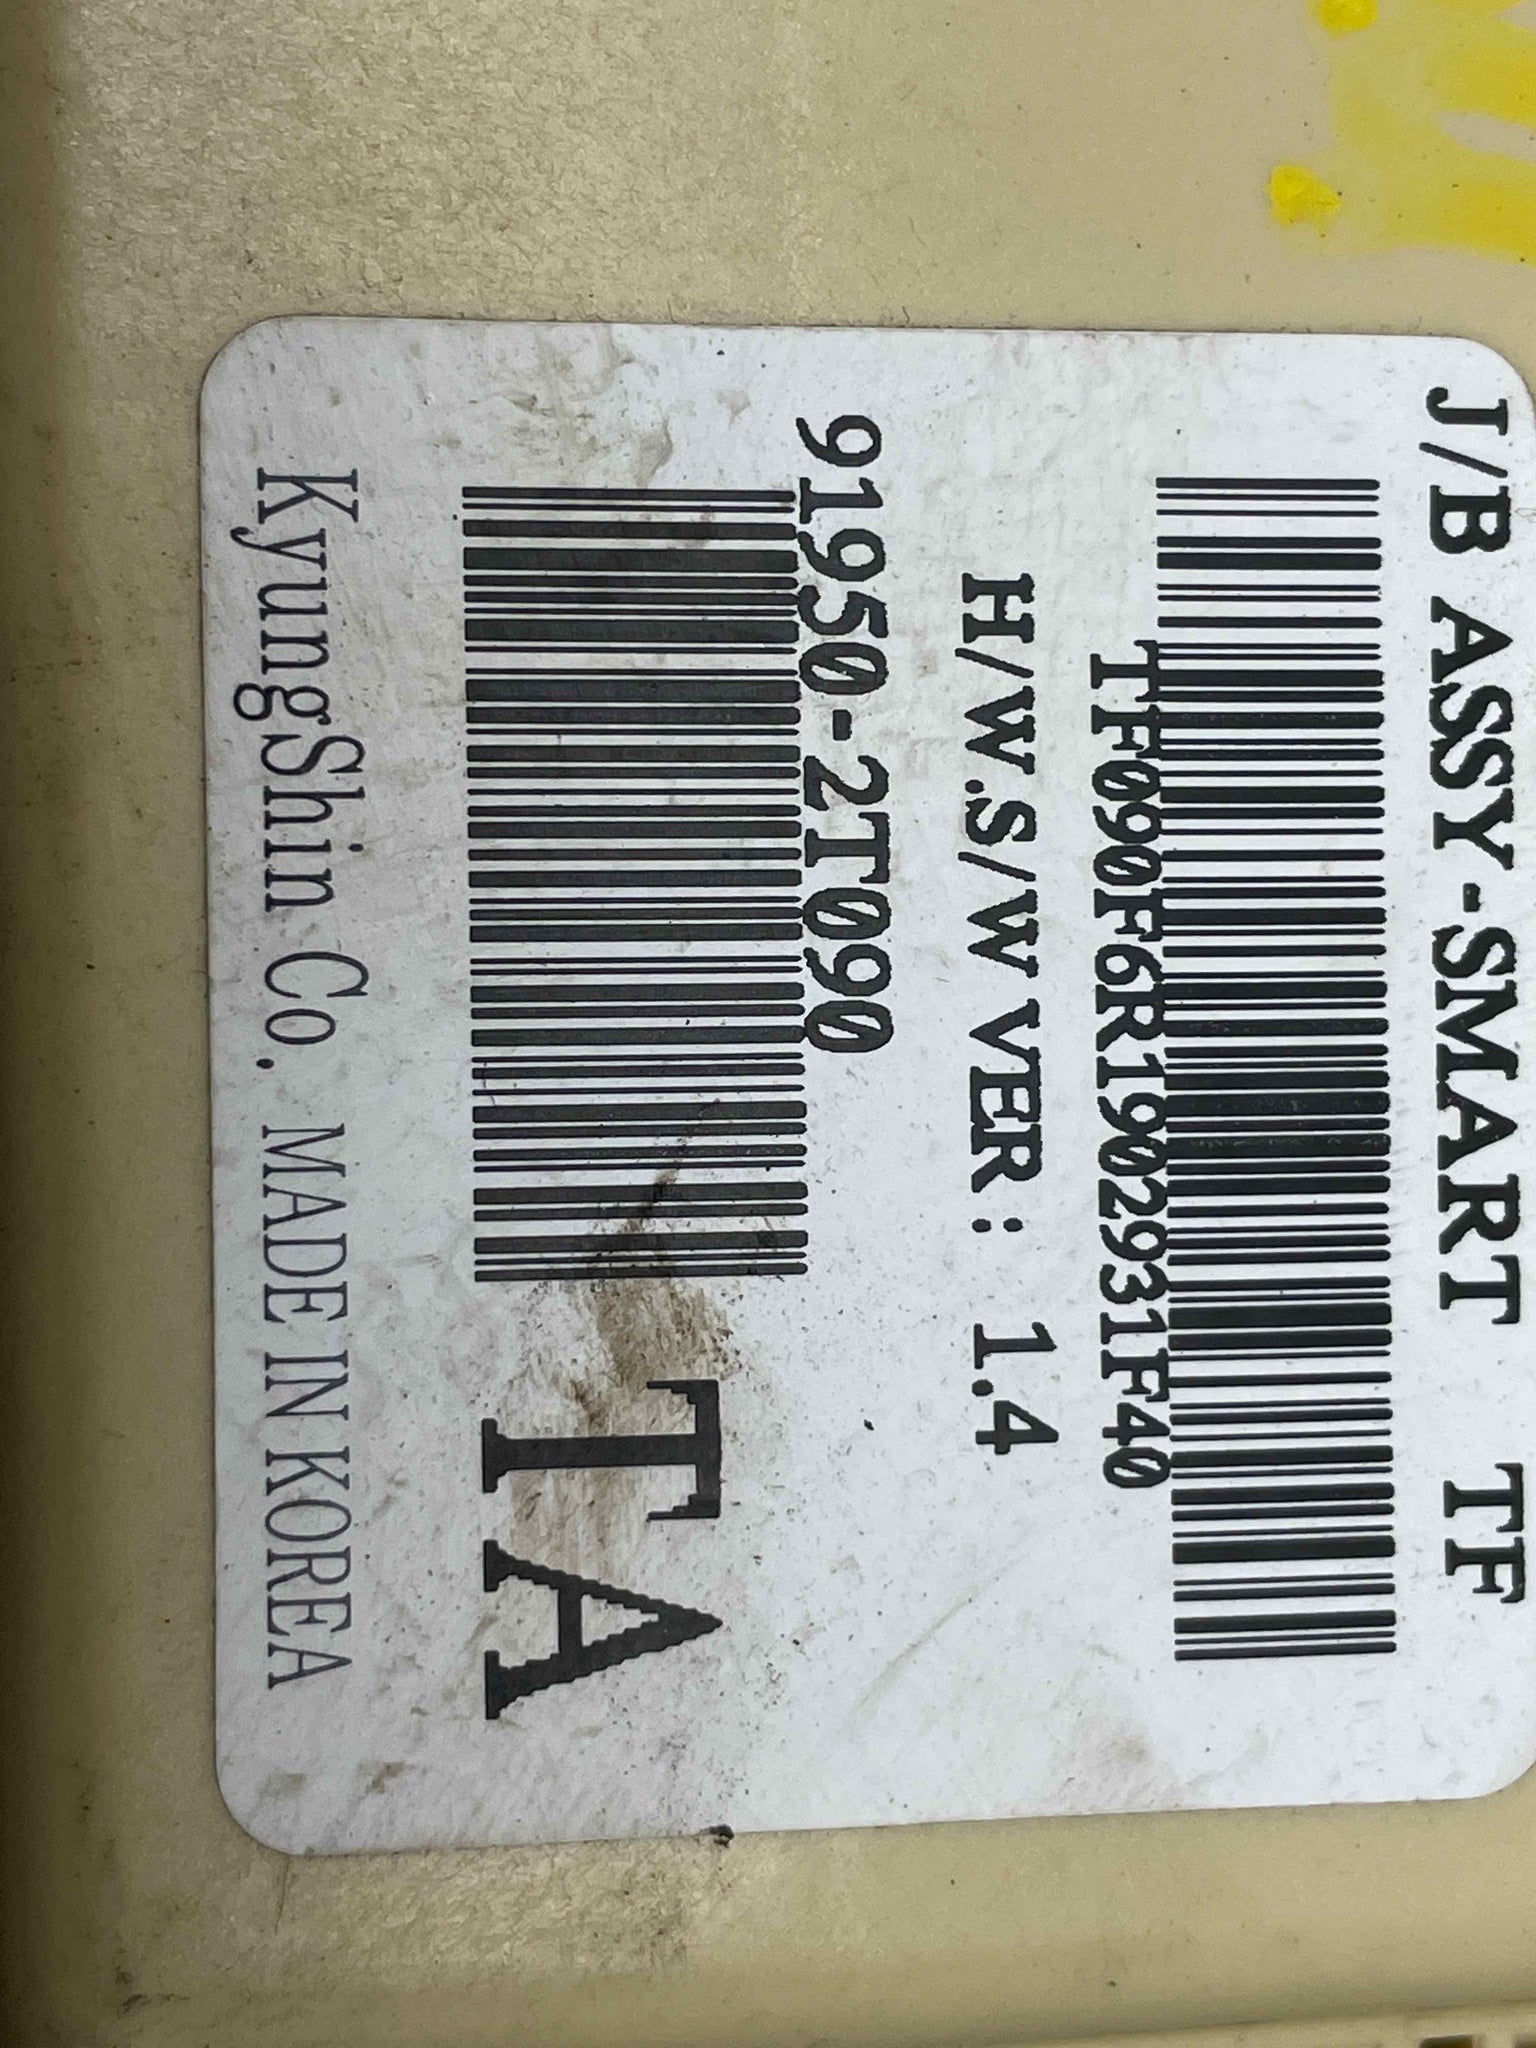 J/B ASSY-SMART TF
TF090F6R1902931F40
H/W.S/W VER : 1.4
91950-2T090
TA
KyungShin Co. MADE IN KOREA